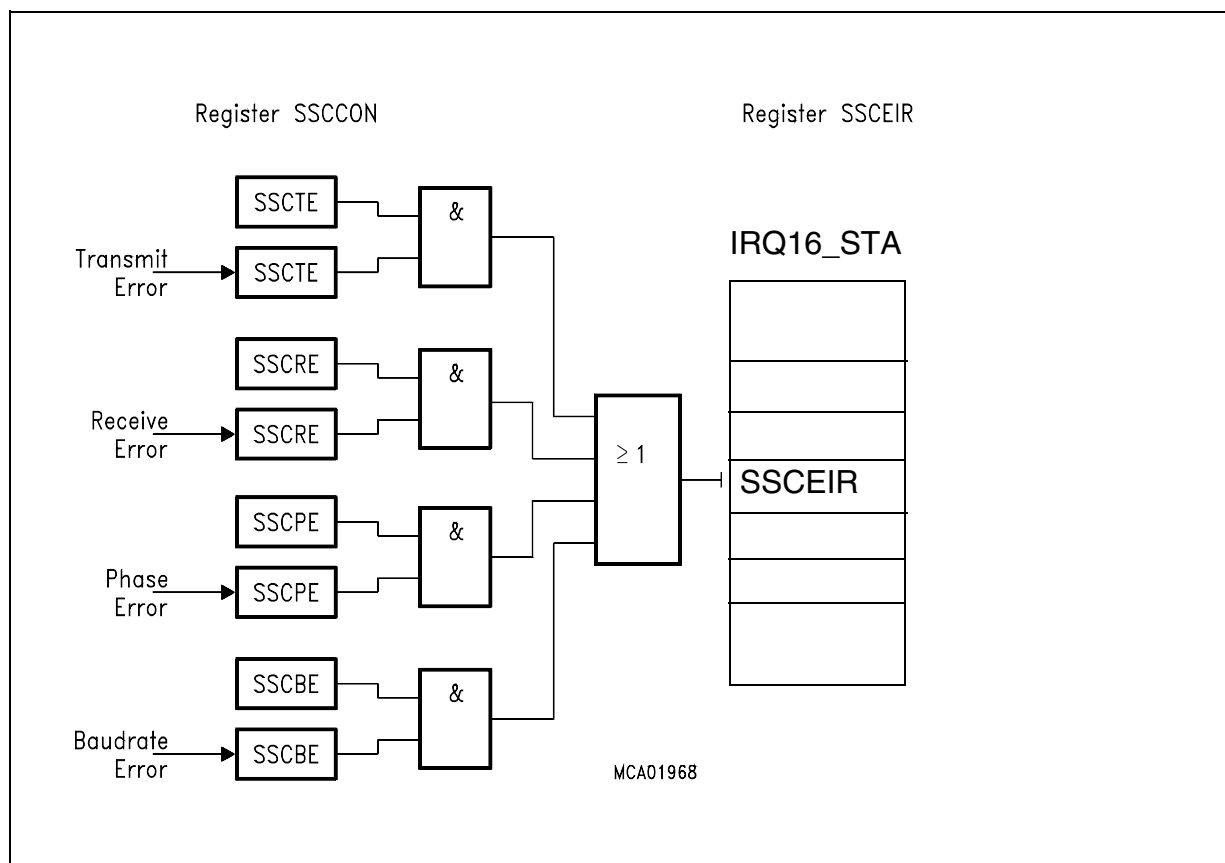 Register SSCCON
Register SSCEIR
SSCTE
&
Transmit
Error
SSCTE
IRQ16_STA
SSCRE
&
Receive
Error
SSCRE
≥ 1
SSCEIR
SSCPE
&
Phase
Error
SSCPE
SSCBE
&
Baudrate
Error
SSCBE
MCA01968